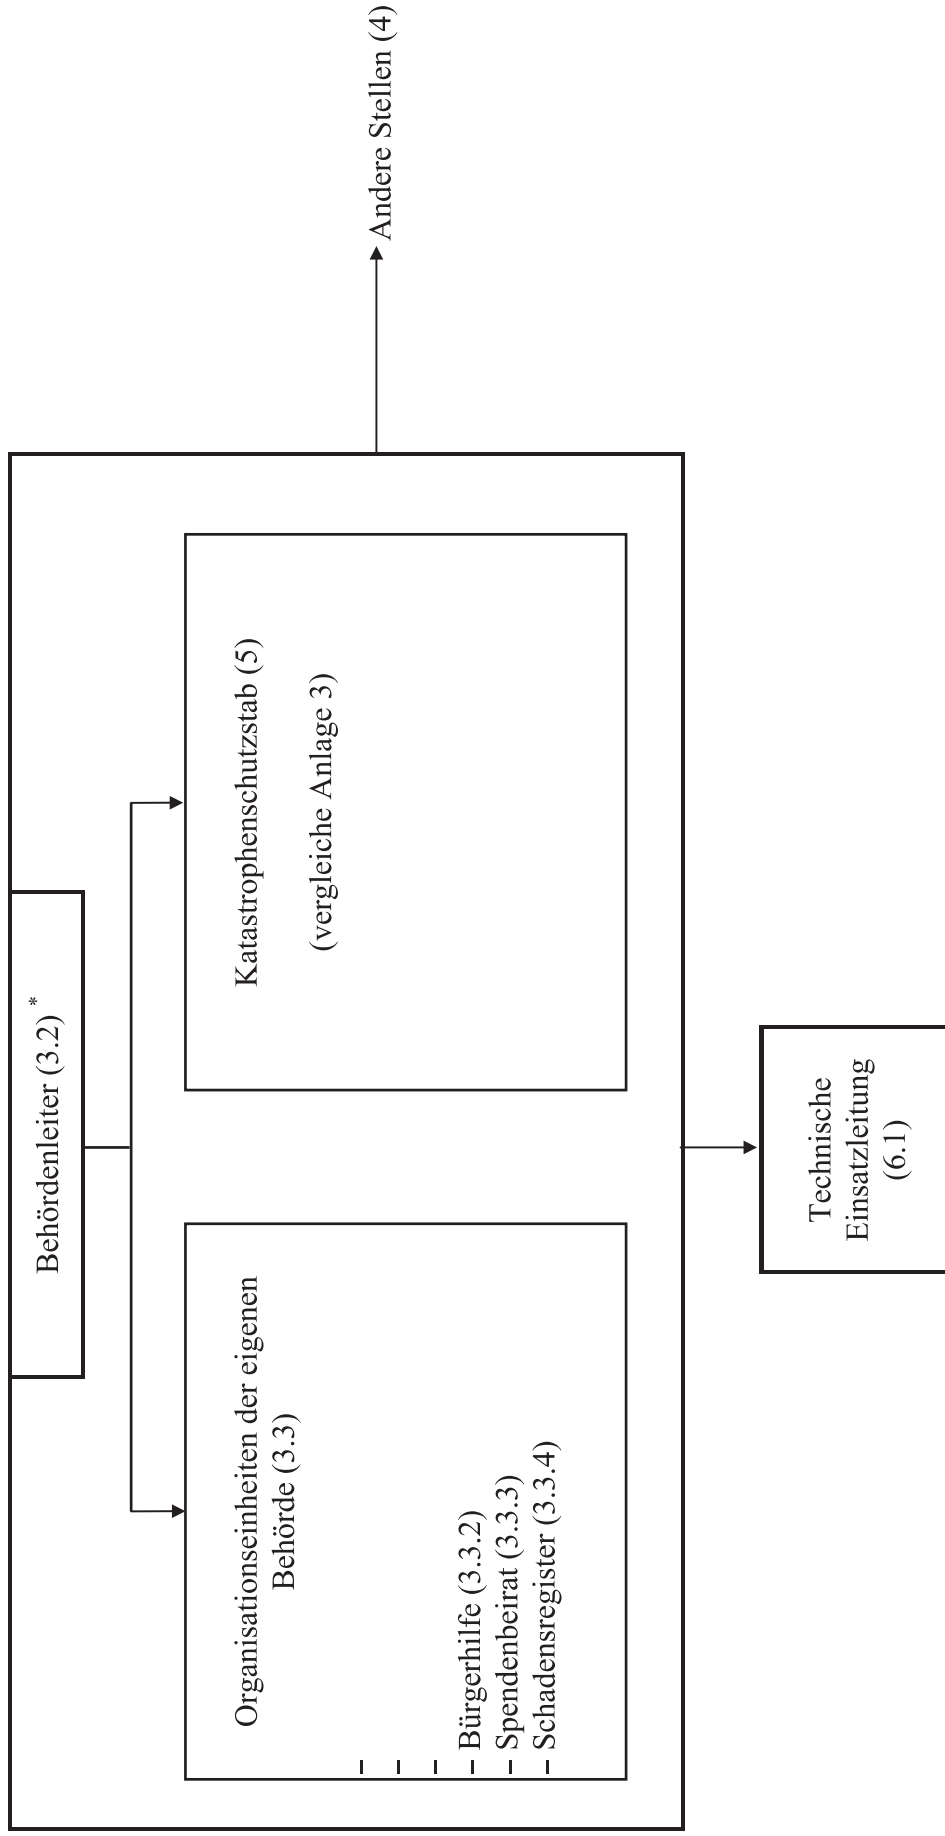 Behördenleiter (3.2) *
Organisationseinheiten der eigenen
Behörde (3.3)
–
–
–
– Bürgerhilfe (3.3.2)
– Spendenbeirat (3.3.3)
– Schadensregister (3.3.4)
Katastrophenschutzstab (5)
(vergleiche Anlage 3)
Andere Stellen (4)
Technische
Einsatzleitung
(6.1)